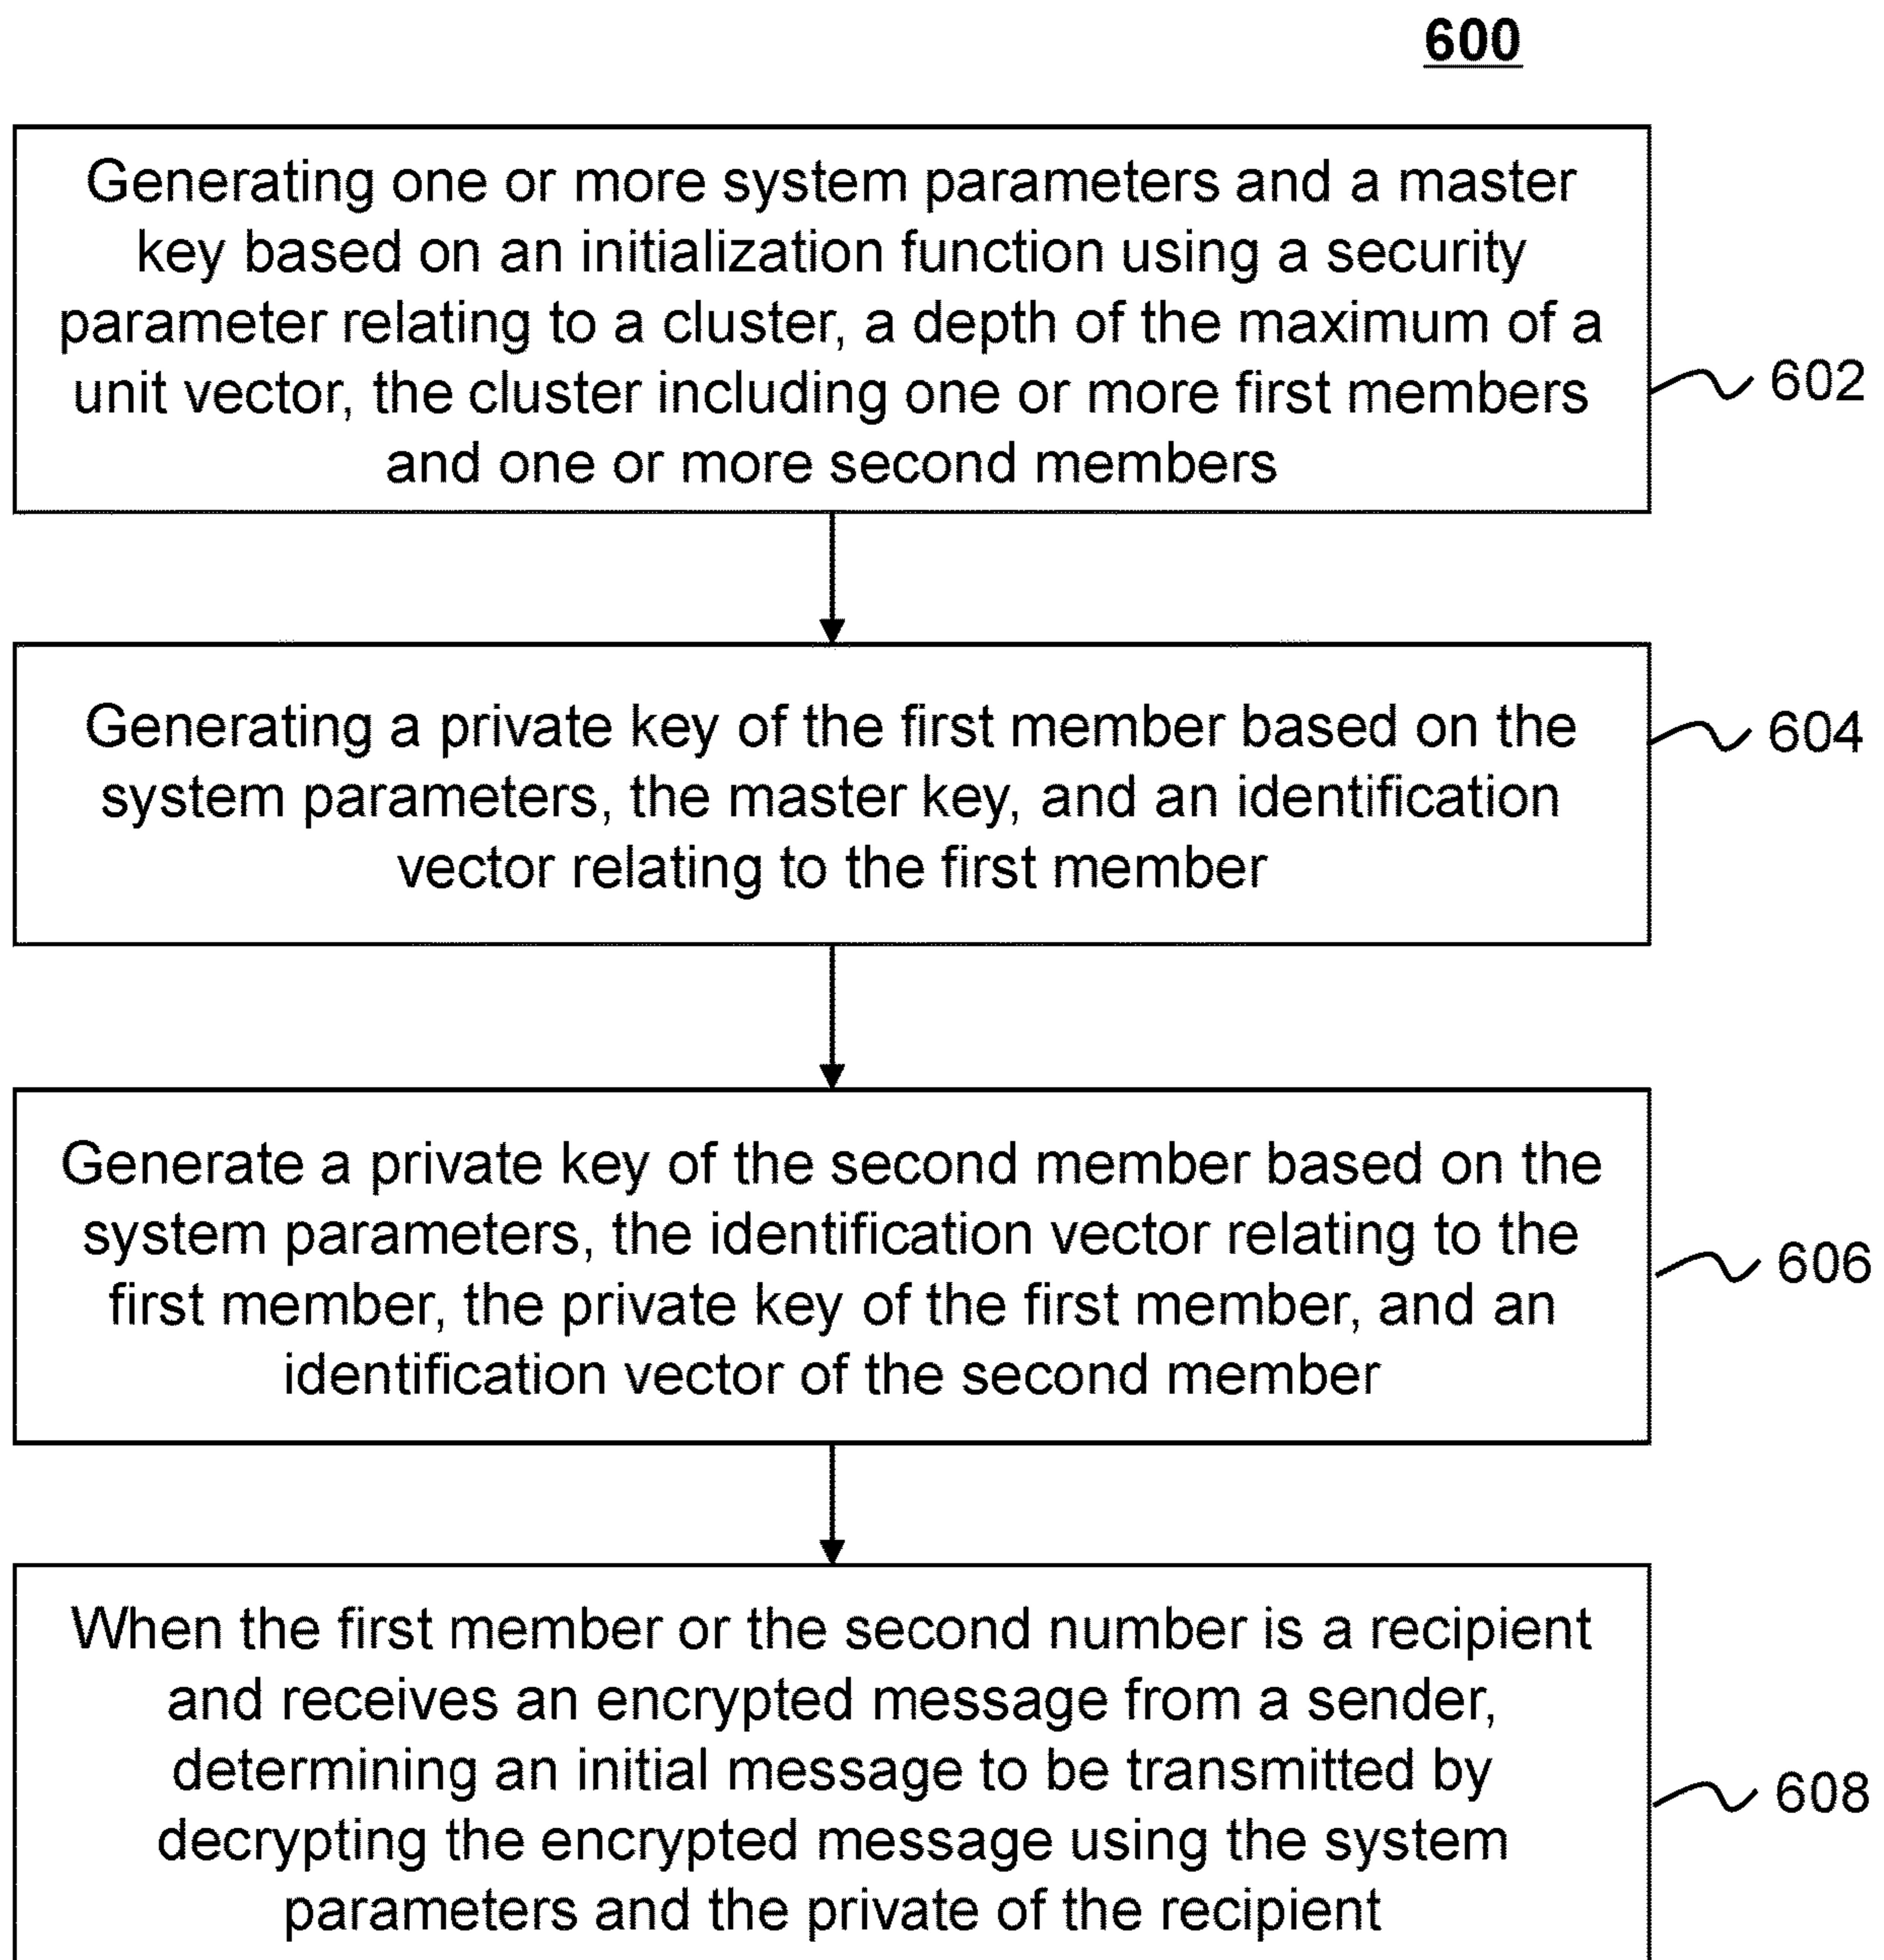 600
Generating one or more system parameters and a master
key based on an initialization function using a security
parameter relating to a cluster, a depth of the maximum of a
unit vector, the cluster including one or more first members
and one or more second members
602
Generating a private key of the first member based on the
system parameters, the master key, and an identification
vector relating to the first member
604
Generate a private key of the second member based on the
system parameters, the identification vector relating to the
first member, the private key of the first member, and an
identification vector of the second member
606
When the first member or the second number is a recipient
and receives an encrypted message from a sender,
determining an initial message to be transmitted by
decrypting the encrypted message using the system
parameters and the private of the recipient
608